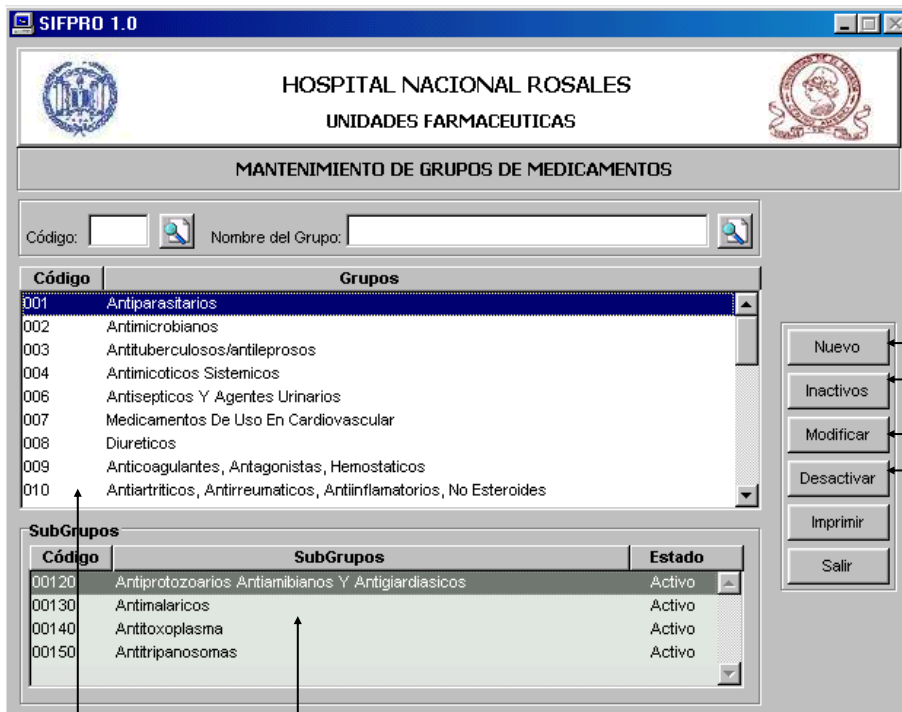 SIFPRO 1.0
HOSPITAL NACIONAL ROSALES
UNIDADES FARMACEUTICAS
MANTENIMIENTO DE GRUPOS DE MEDICAMENTOS
Código: Nombre del Grupo:
Código Grupos
001 Antiparasitarios
002 Antimicrobianos
003 Antituberculosos/antileprosos
004 Antimicoticos Sistemicos
006 Antisepticos Y Agentes Urinarios
007 Medicamentos De Uso En Cardiovascular
008 Diureticos
009 Anticoagulantes, Antagonistas, Hemostaticos
010 Antiartriticos, Antirreumaticos, Antiinflamatorios, No Esteroides
Nuevo
Inactivos
Modificar
Desactivar
Imprimir
Salir
SubGrupos
Código SubGrupos Estado
00120 Antiprotozoarios Antiamibianos Y Antigiardiasicos Activo
00130 Antimalaricos Activo
00140 Antitoxoplasma Activo
00150 Antitripanosomas Activo